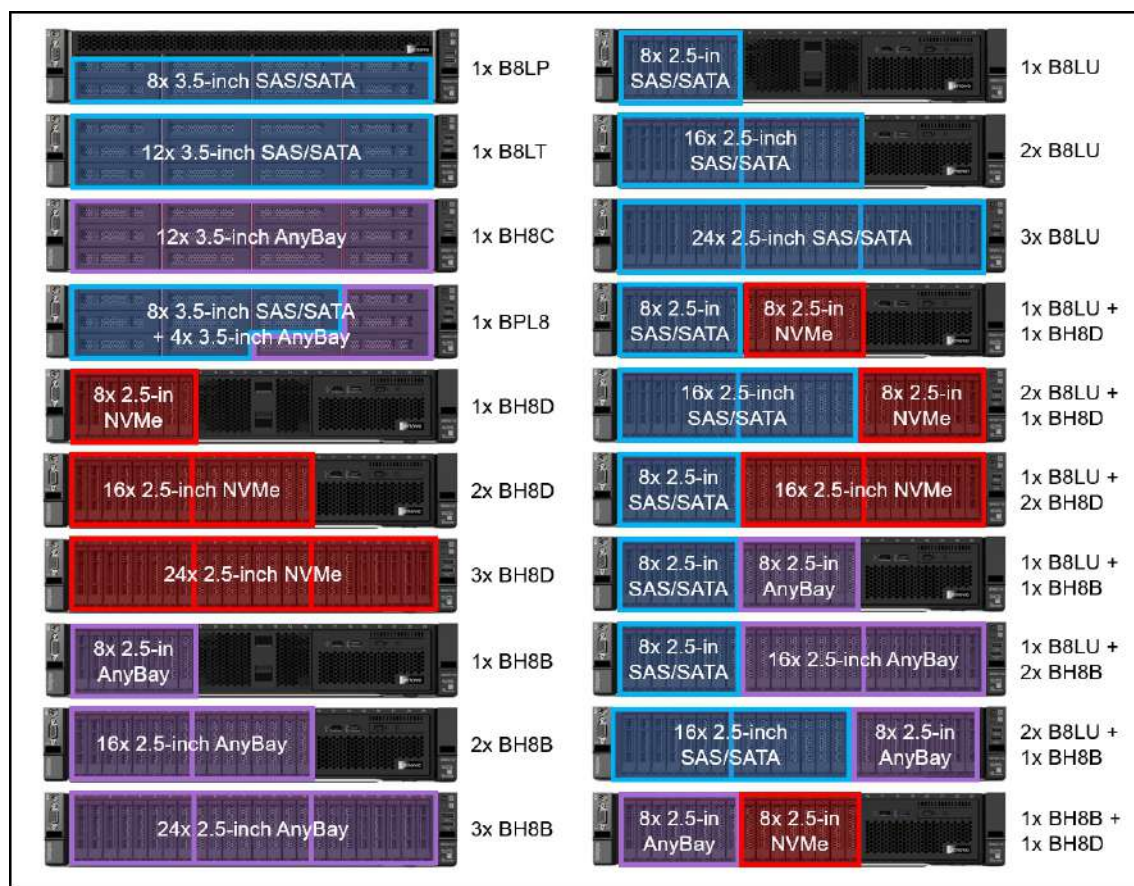 8x 3.5-inch SAS/SATA
1x B8LP
12x 3.5-inch SAS/SATA
1x B8LT
12x 3.5-inch AnyBay
1x BH8C
8x 3.5-inch SAS/SATA
+ 4x 3.5-inch AnyBay
1x BPL8
8x 2.5-in
NVMe
1x BH8D
16x 2.5-inch NVMe
2x BH8D
24x 2.5-inch NVMe
3x BH8D
8x 2.5-in
AnyBay
1x BH8B
16x 2.5-inch AnyBay
2x BH8B
24x 2.5-inch AnyBay
3x BH8B
8x 2.5-in
SAS/SATA
1x B8LU
16x 2.5-inch
SAS/SATA
2x B8LU
24x 2.5-inch SAS/SATA
3x B8LU
8x 2.5-in
SAS/SATA
8x 2.5-in
NVMe
1x B8LU +
1x BH8D
16x 2.5-inch
SAS/SATA
8x 2.5-in
NVMe
2x B8LU +
1x BH8D
8x 2.5-in
SAS/SATA
16x 2.5-inch NVMe
1x B8LU +
2x BH8D
8x 2.5-in
SAS/SATA
8x 2.5-in
AnyBay
1x B8LU +
1x BH8B
8x 2.5-in
SAS/SATA
16x 2.5-inch AnyBay
1x B8LU +
2x BH8B
16x 2.5-inch
SAS/SATA
8x 2.5-in
AnyBay
2x B8LU +
1x BH8B
8x 2.5-in
AnyBay
8x 2.5-in
NVMe
1x BH8B +
1x BH8D